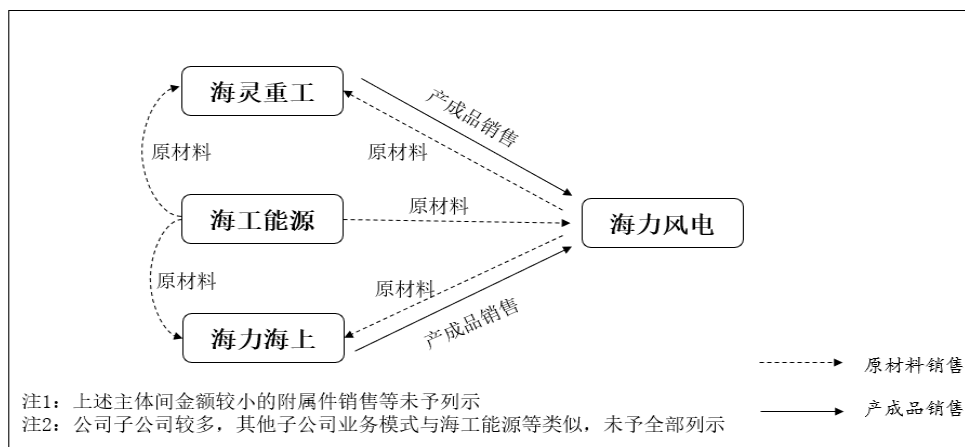 海灵重工
产成品销售
原材料
原材料
海工能源
原材料
海力风电
原材料
原材料
海力海上
产成品销售
原材料销售
产成品销售
注1：上述主体间金额较小的附属件销售等未予列示
注2：公司子公司较多，其他子公司业务模式与海工能源等类似，未予全部列示